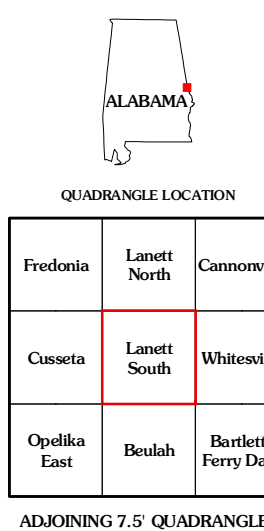 ALABAMA
QUADRANGLE LOCATION
Fredonia
Lanett
North
Cannonv
Cusseta
Lanett
South
Whitesvi
Opelika
East
Beulah
Bartlett
Ferry Da
ADJOINING 7.5' QUADRANGLE